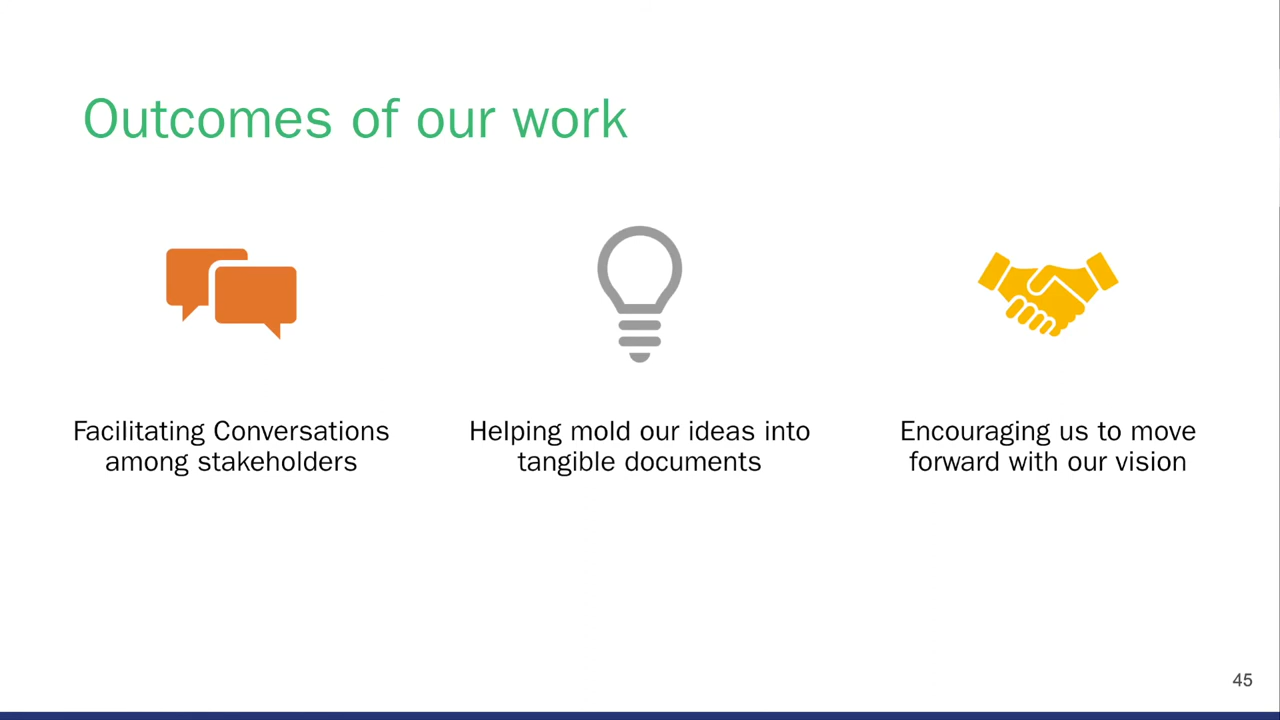 Outcomes of our work
Facilitating Conversations
among stakeholders
Helping mold our ideas into
tangible documents
Encouraging us to move
forward with our vision
45